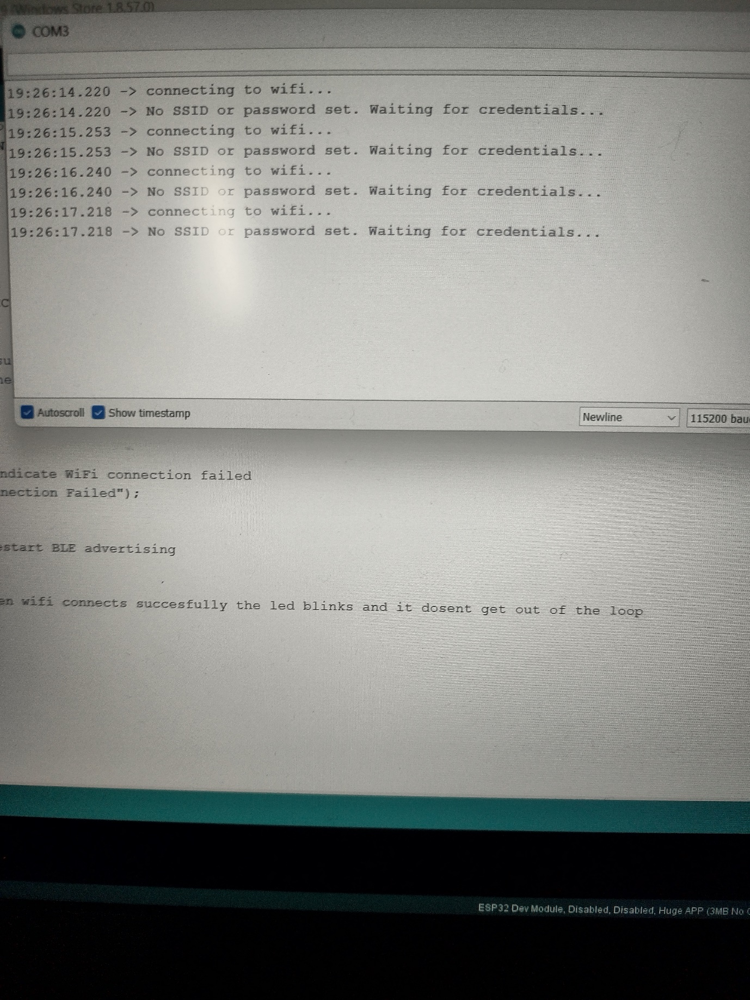 9 (Windows Store 1.8.57.0)
COM3
19:26:14.220 -> connecting to wifi...
19:26:14.220 -> No SSID or password set. Waiting for credentials...
19:26:15.253 -> connecting to wifi...
19:26:15.253 -> No SSID or password set. Waiting for credentials...
19:26:16.240 -> connecting to wifi...
19:26:16.240 -> No SSID or password set. Waiting for credentials...
19:26:17.218 -> connecting to wifi...
19:26:17.218 -> No SSID or password set. Waiting for credentials...
c
su
ne
Autoscroll Show timestamp Newline 115200 bau
ndicate WiFi connection failed
nection Failed");
estart BLE advertising
en wifi connects succesfully the led blinks and it dosent get out of the loop
ESP32 Dev Module, Disabled, Disabled, Huge APP (3MB No